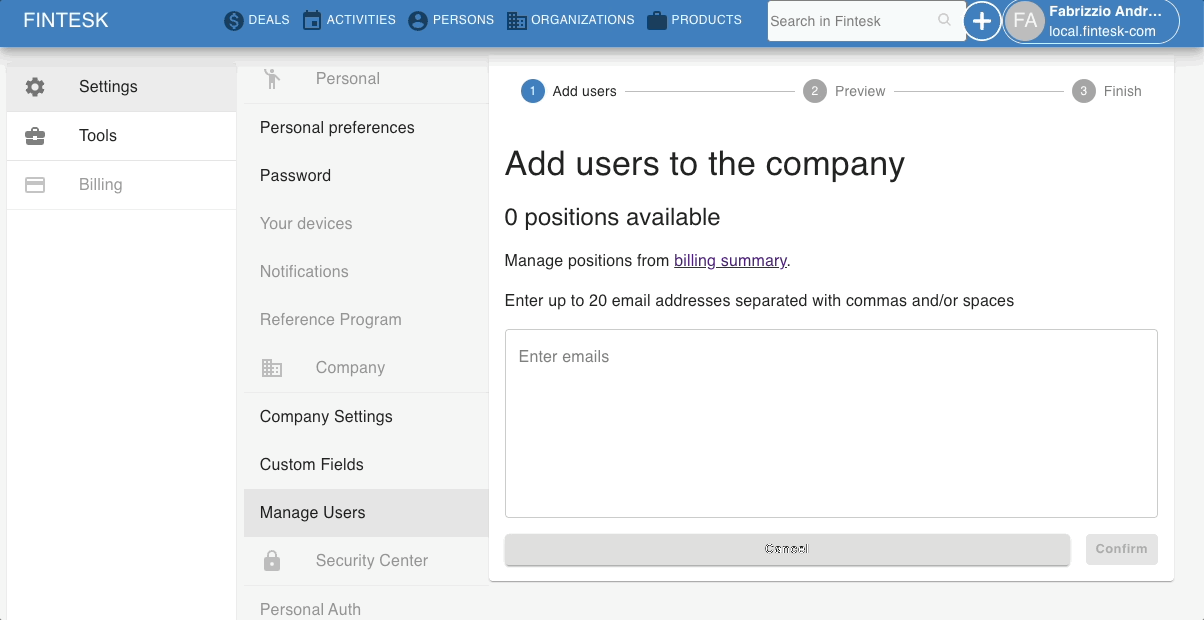 FINTESK
DEALS
ACTIVITIES
PERSONS
ORGANIZATIONS
PRODUCTS
Search in Fintesk
FA
Fabrizzio Andr...
local.fintesk-com
Settings
Tools
Billing
Personal
Personal preferences
Password
Your devices
Notifications
Reference Program
Company
Company Settings
Custom Fields
Manage Users
Security Center
Personal Auth
1 Add users
2 Preview
3 Finish
Add users to the company
0 positions available
Manage positions from billing summary.
Enter up to 20 email addresses separated with commas and/or spaces
Enter emails
Cancel
Confirm